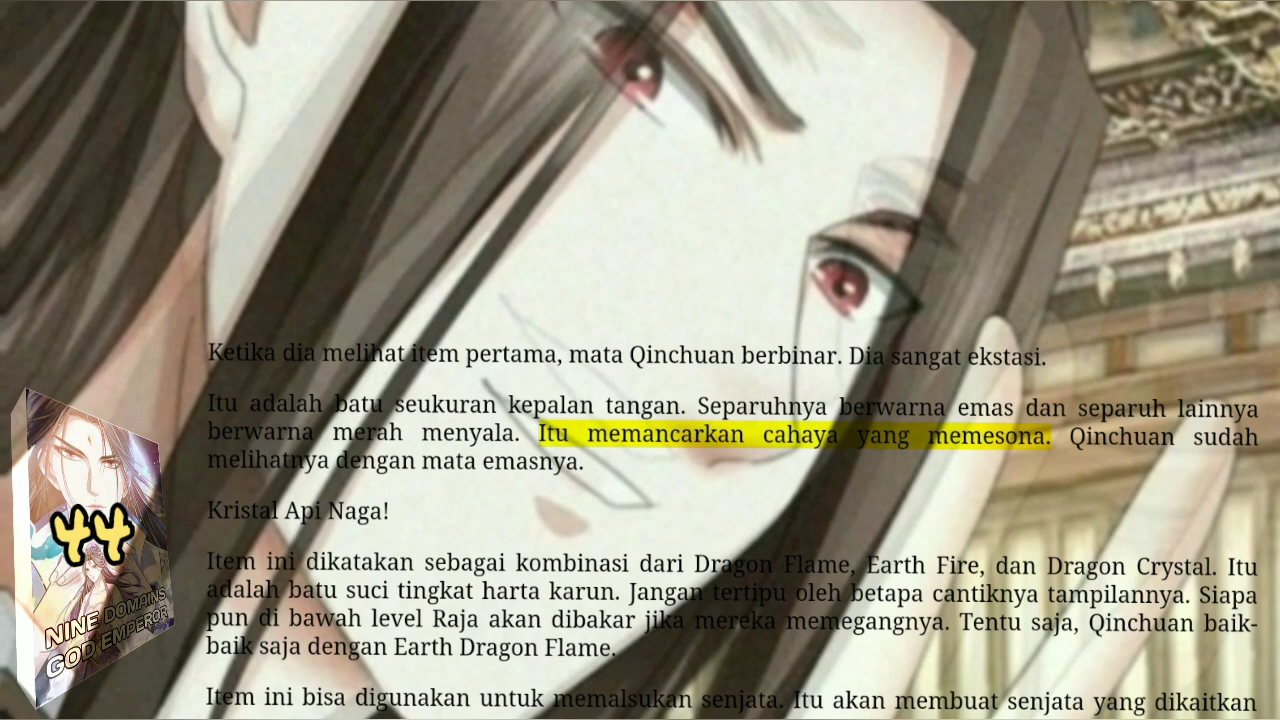 Ketika dia melihat item pertama, mata Qinchuan berbinar. Dia sangat ekstasi.
Itu adalah batu seukuran kepalan tangan. Separuhnya berwarna emas dan separuh lainnya
berwarna merah menyala. Itu memancarkan cahaya yang memesona. Qinchuan sudah
melihatnya dengan mata emasnya.
Kristal Api Naga!
Item ini dikatakan sebagai kombinasi dari Dragon Flame, Earth Fire, dan Dragon Crystal. Itu
adalah batu suci tingkat harta karun. Jangan tertipu oleh betapa cantiknya tampilannya. Siapa
pun di bawah level Raja akan dibakar jika mereka memegangnya. Tentu saja, Qinchuan baik-
baik saja dengan Earth Dragon Flame.
Item ini bisa digunakan untuk memalsukan senjata. Itu akan membuat senjata yang dikaitkan
44
NINE DOMAINS
GOD EMPEROR